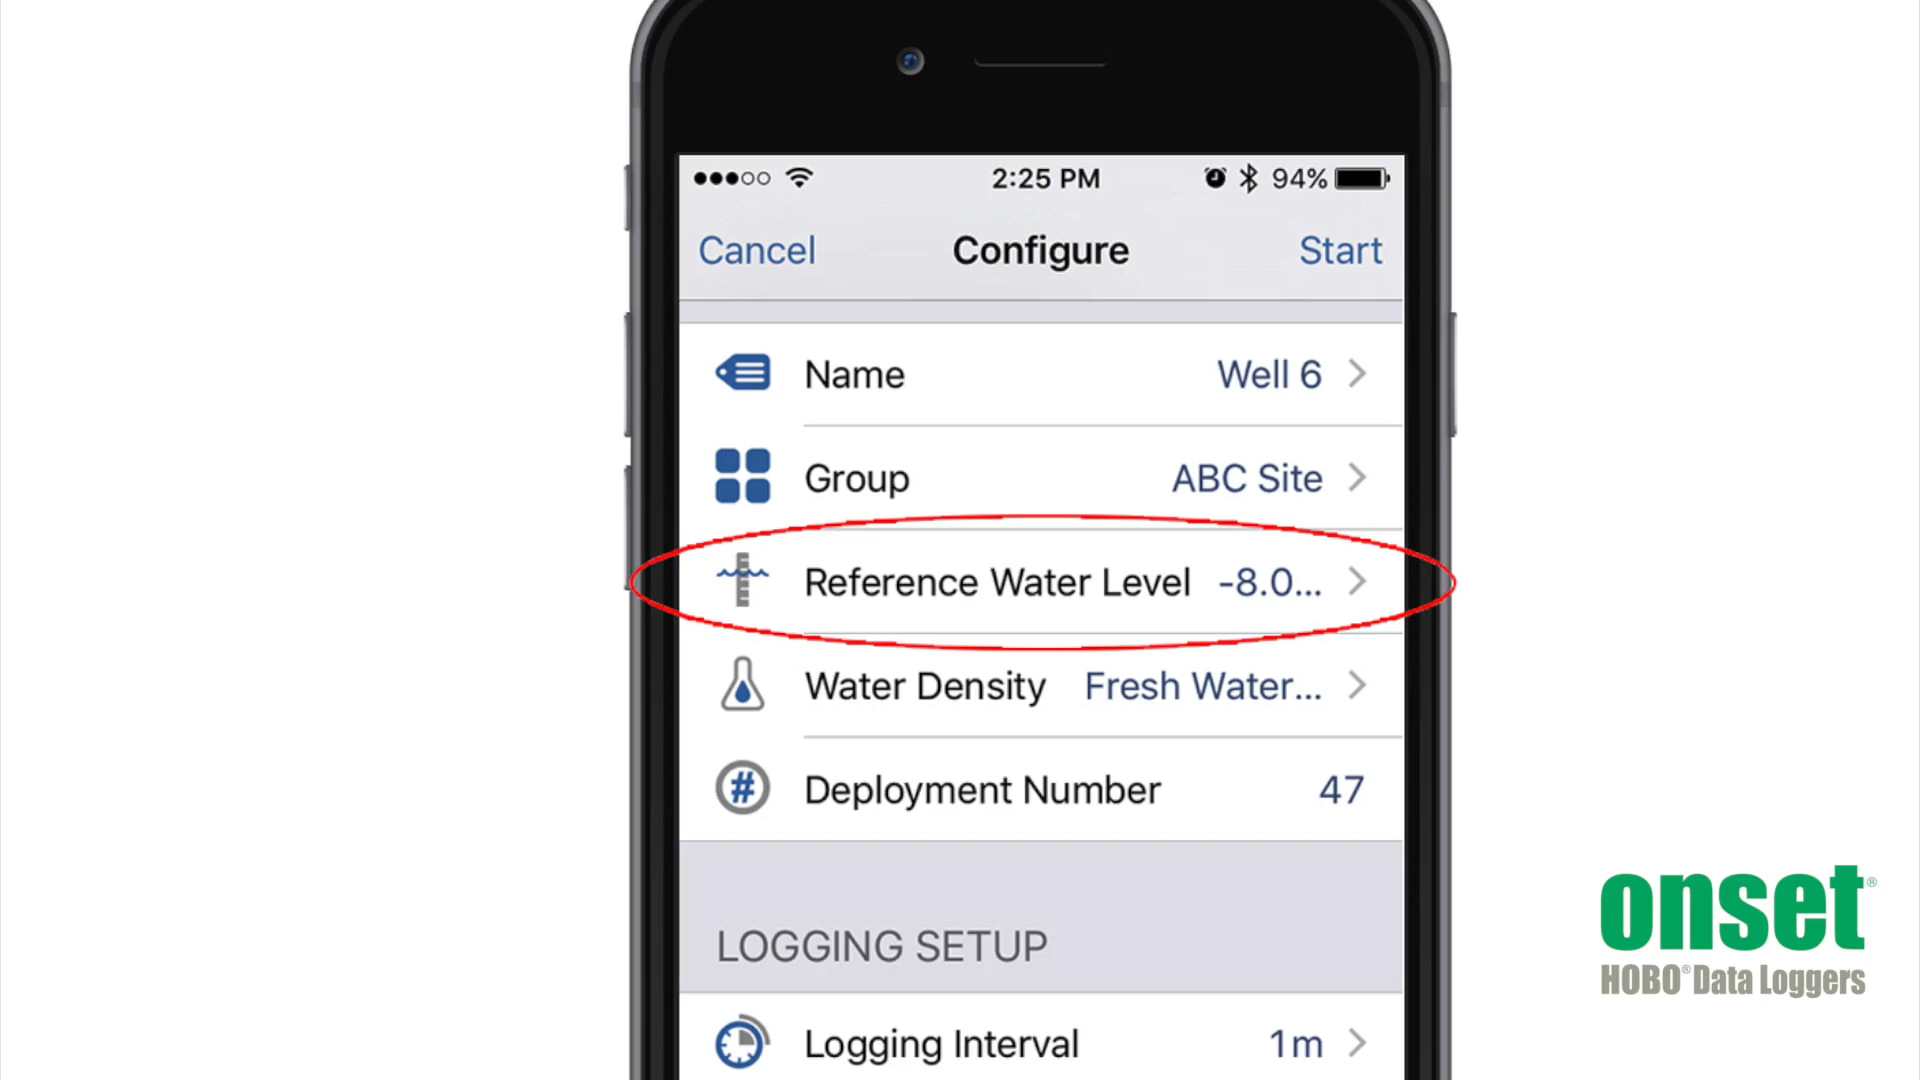 2:25 PM 94%
Cancel Configure Start
Name Well 6
Group ABC Site
Reference Water Level -8.0...
Water Density Fresh Water...
# Deployment Number 47
LOGGING SETUP
Logging Interval 1m
onset®
HOBO® Data Loggers